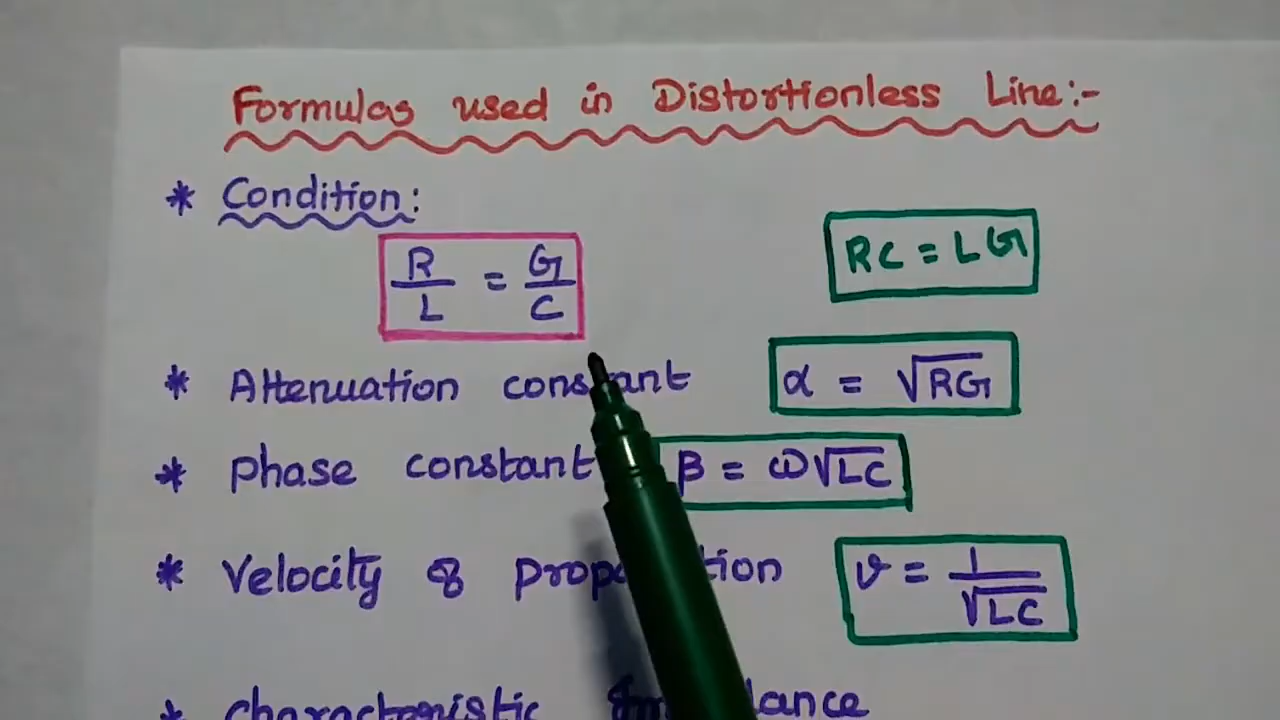 Formulas used in Distortionless Line:-
* Condition:
R/L = G/C
RC = LG
* Attenuation constant α = √RG
* Phase constant β = ω√LC
* Velocity of propagation v = 1/√LC
* characteristic